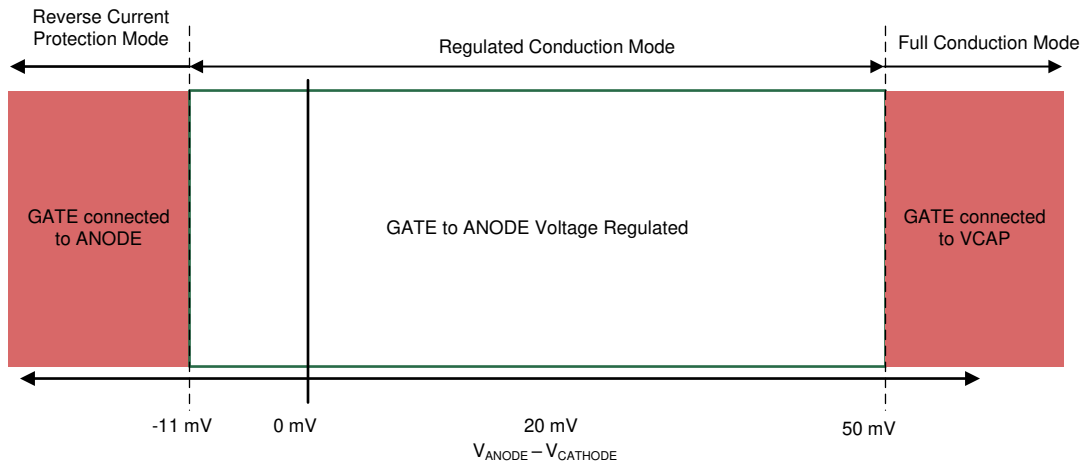 Reverse Current
Protection Mode
Regulated Conduction Mode
Full Conduction Mode
GATE connected
to ANODE
GATE to ANODE Voltage Regulated
GATE connected
to VCAP
-11 mV
0 mV
20 mV
50 mV
VANODE – VCATHODE